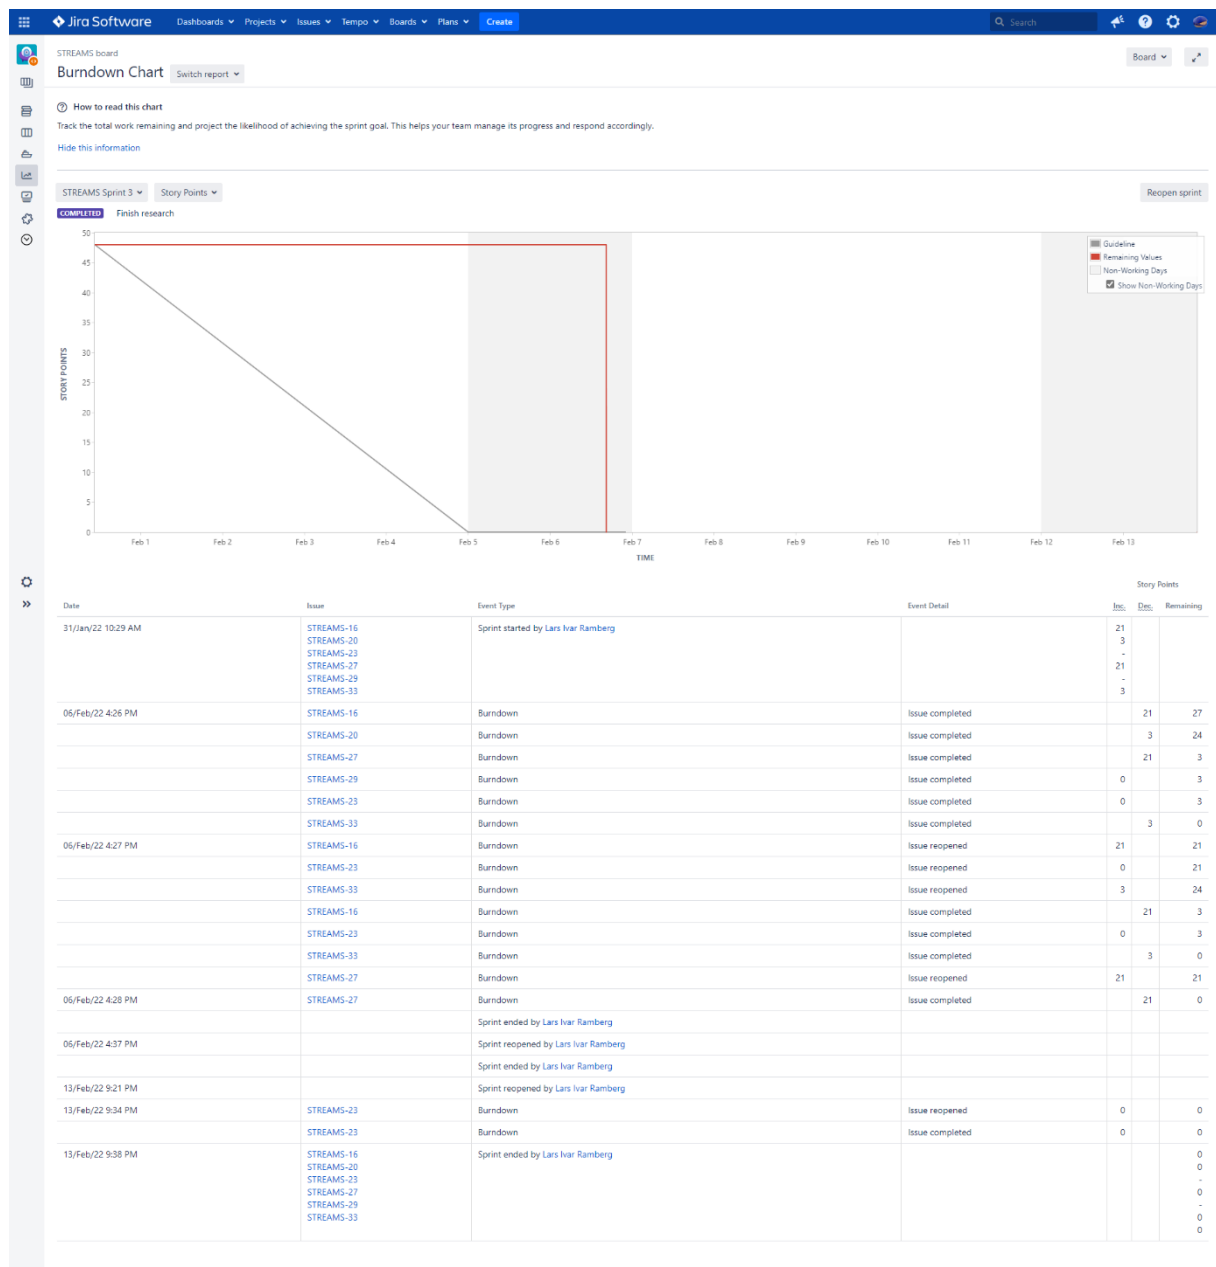 Jira Software Dashboards Projects Issues Tempo Boards Plans Create Search
STREAMS board
Board
Burndown Chart Switch report
How to read this chart
Track the total work remaining and project the likelihood of achieving the sprint goal. This helps your team manage its progress and respond accordingly.
Hide this information
STREAMS Sprint 3 Story Points Reopen sprint
COMPLETED Finish research
50
Guideline
Remaining Values
Non-Working Days
Show Non-Working Days
45
40
35
30
25
20
15
10
5
0
STORY POINTS
Feb 1 Feb 2 Feb 3 Feb 4 Feb 5 Feb 6 Feb 7 Feb 8 Feb 9 Feb 10 Feb 11 Feb 12 Feb 13
TIME
Story Points
Date Issue Event Type Event Detail Inc. Dec. Remaining
31/Jan/22 10:29 AM STREAMS-16 Sprint started by Lars Ivar Ramberg 21
STREAMS-20 3
STREAMS-23 -
STREAMS-27 21
STREAMS-29 -
STREAMS-33 3
06/Feb/22 4:26 PM STREAMS-16 Burndown Issue completed 21 27
STREAMS-20 Burndown Issue completed 3 24
STREAMS-27 Burndown Issue completed 21 3
STREAMS-29 Burndown Issue completed 0 3
STREAMS-23 Burndown Issue completed 0 3
STREAMS-33 Burndown Issue completed 3 0
06/Feb/22 4:27 PM STREAMS-16 Burndown Issue reopened 21 21
STREAMS-23 Burndown Issue reopened 0 21
STREAMS-33 Burndown Issue reopened 3 24
STREAMS-16 Burndown Issue completed 21 3
STREAMS-23 Burndown Issue completed 0 3
STREAMS-33 Burndown Issue completed 3 0
STREAMS-27 Burndown Issue reopened 21 21
06/Feb/22 4:28 PM STREAMS-27 Burndown Issue completed 21 0
Sprint ended by Lars Ivar Ramberg
06/Feb/22 4:37 PM Sprint reopened by Lars Ivar Ramberg
Sprint ended by Lars Ivar Ramberg
13/Feb/22 9:21 PM Sprint reopened by Lars Ivar Ramberg
13/Feb/22 9:34 PM STREAMS-23 Burndown Issue reopened 0 0
STREAMS-23 Burndown Issue completed 0 0
13/Feb/22 9:38 PM STREAMS-16 Sprint ended by Lars Ivar Ramberg 0
STREAMS-20 0
STREAMS-23 -
STREAMS-27 0
STREAMS-29 -
STREAMS-33 0
0